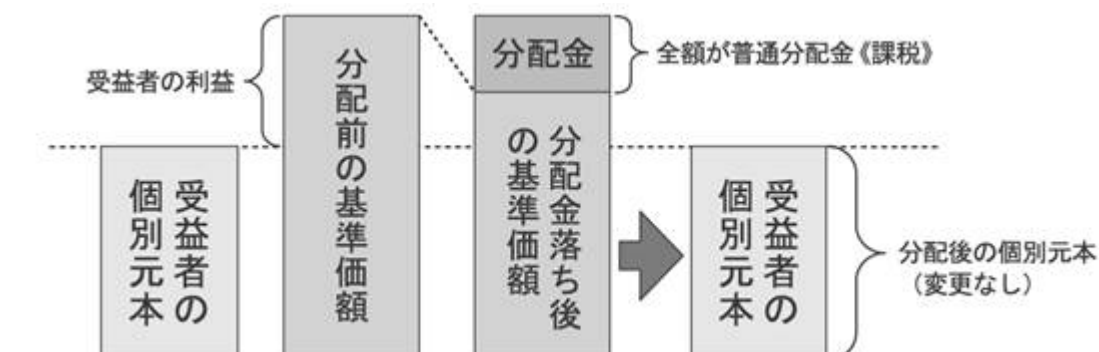 受益者の利益
受益者の
個別元本
分配前の基準価額
分配金
全額が普通分配金《課税》
分配金落ち後
の基準価額
受益者の
個別元本
分配後の個別元本
（変更なし）